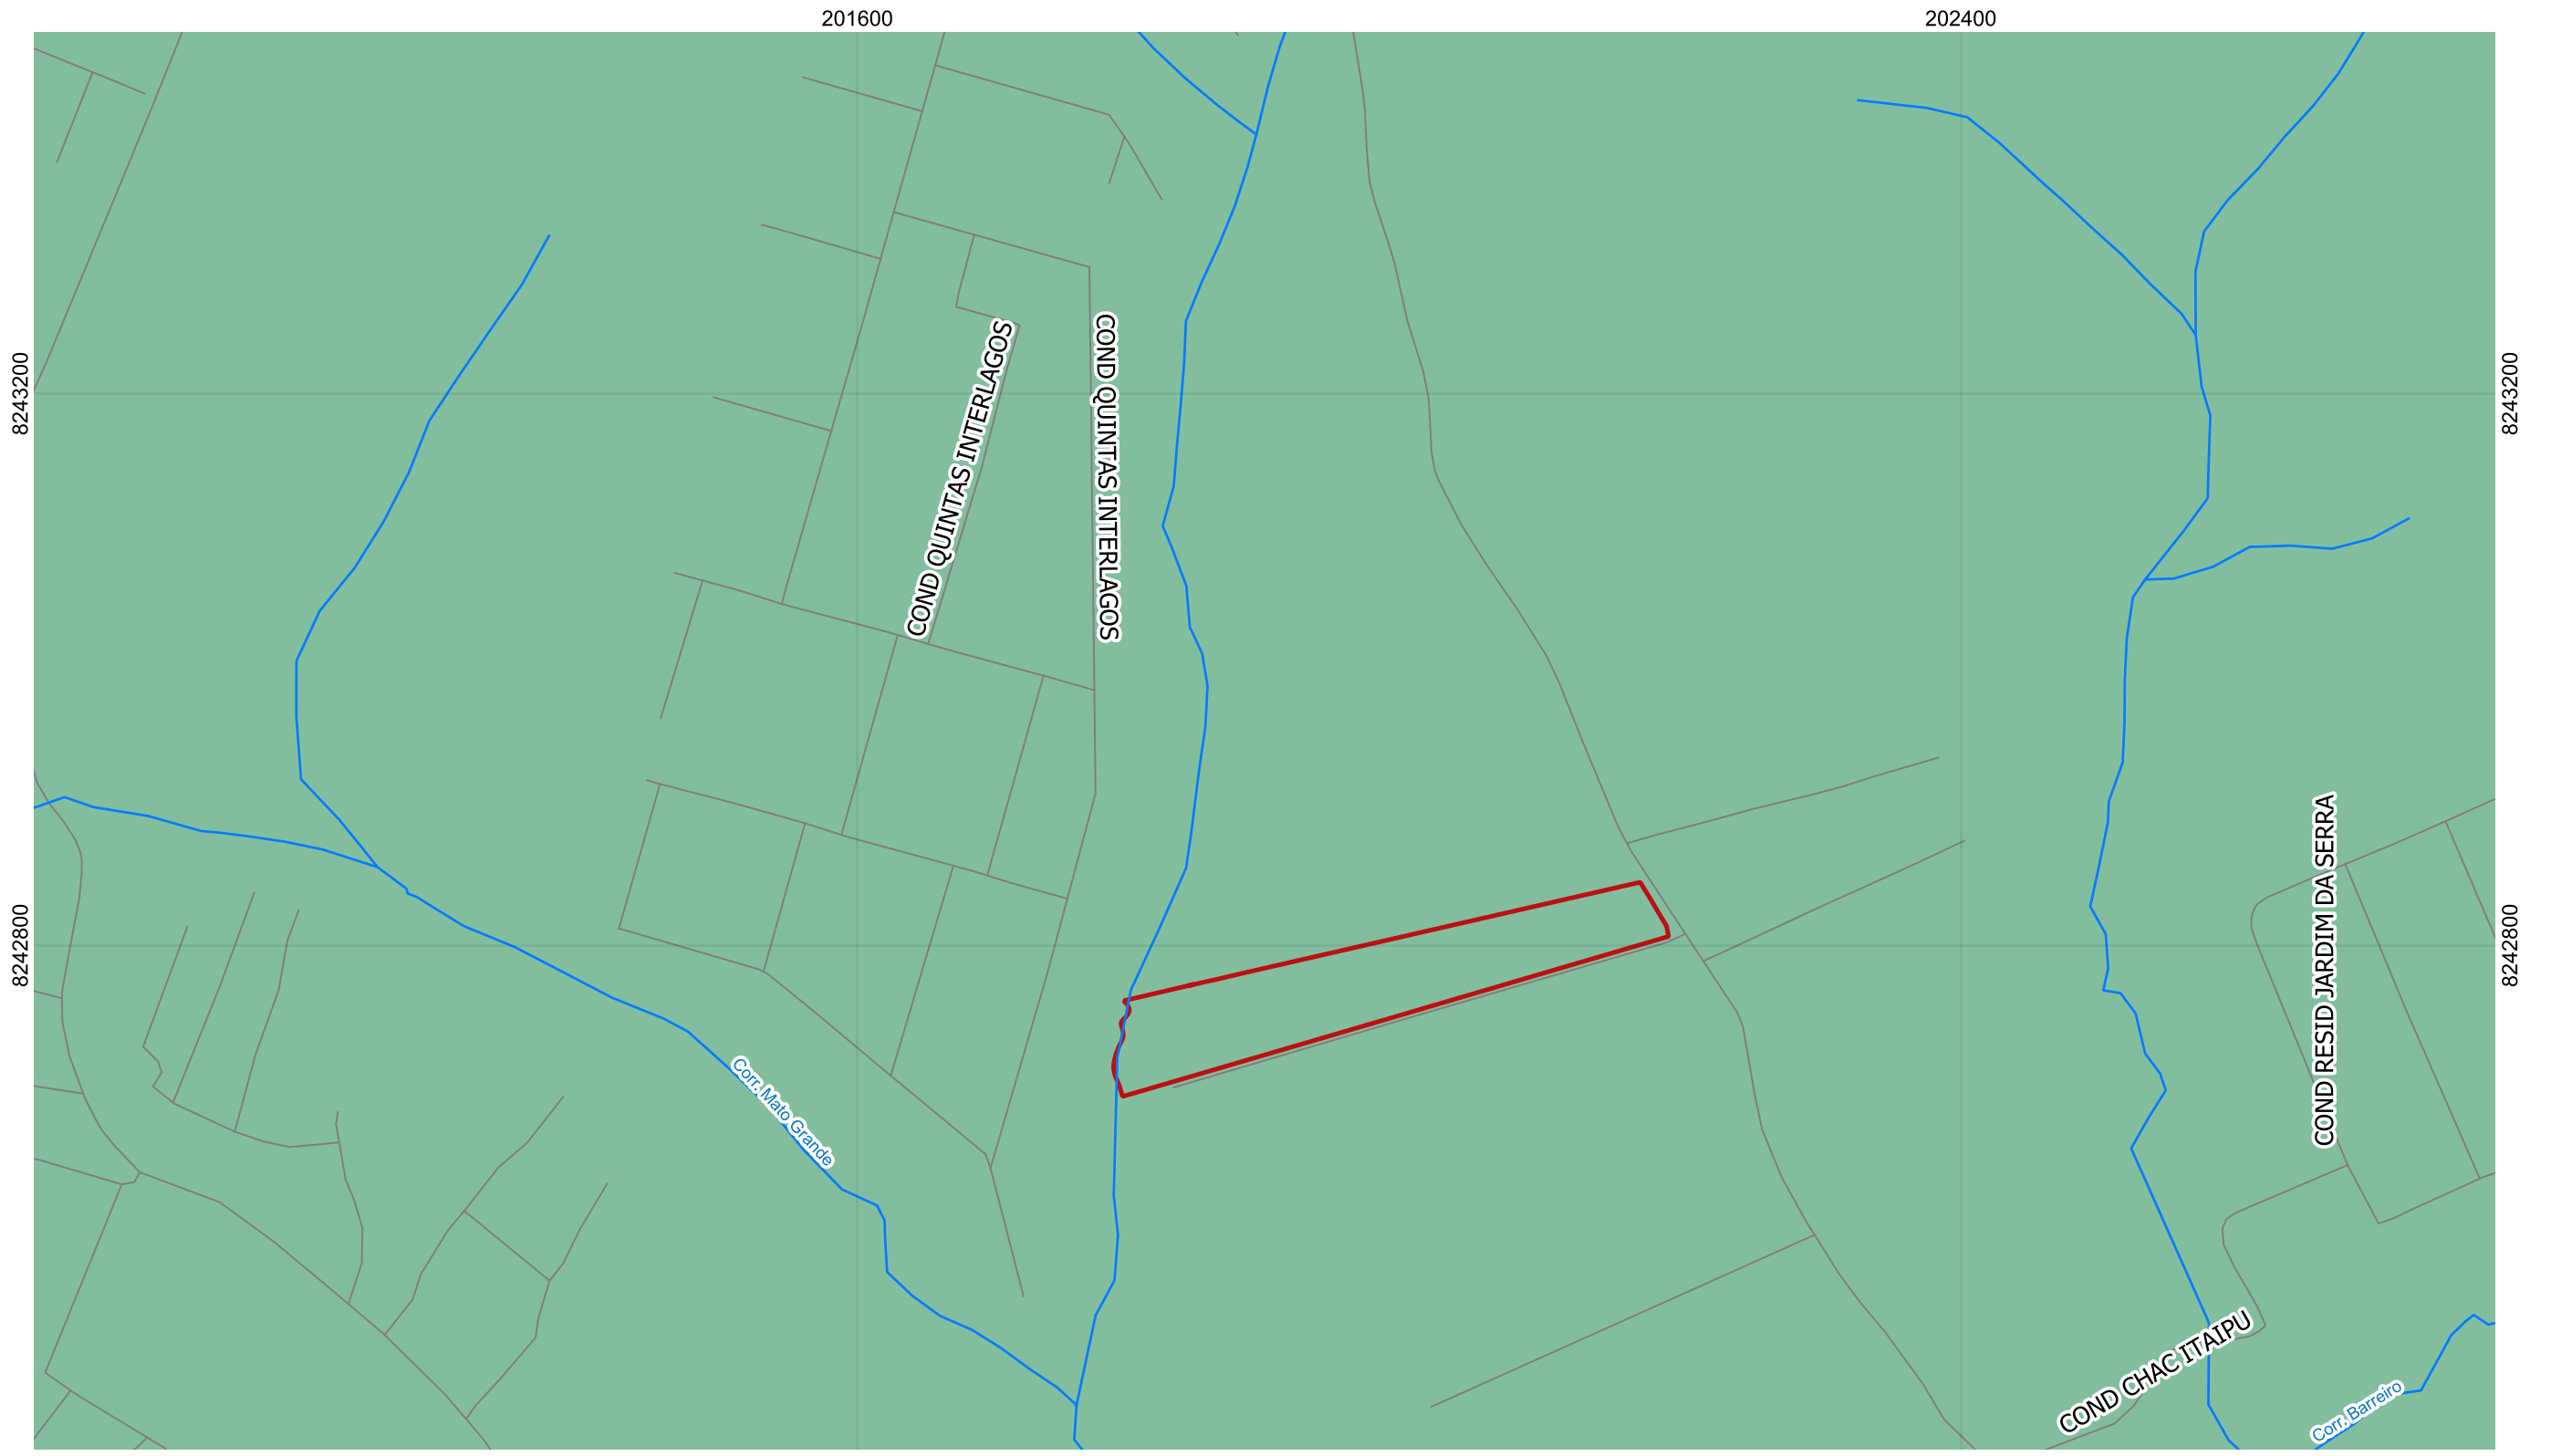 201600
202400
8243200
8243200
COND QUINTAS INTERLAGOS
COND QUINTAS INTERLAGOS
8242800
8242800
COND RESID JARDIM DA SERRA
Corr. Mato Grande
COND CHAC ITAIPU
Corr. Barreiro